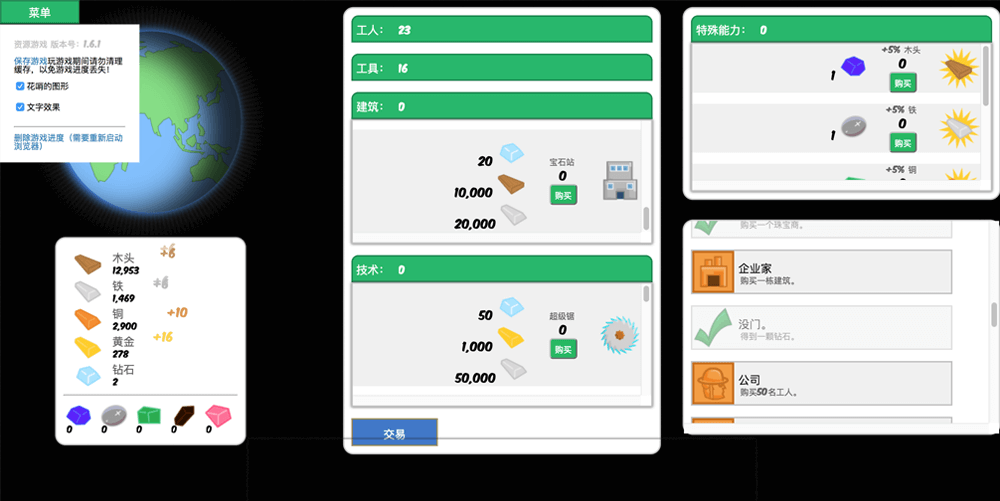 菜单
资源游戏 版本号：1.6.1
保存游戏玩游戏期间请勿清理
缓存，以免游戏进度丢失！
花哨的图形
文字效果
删除游戏进度（需要重新启动
浏览器）
木头
+6
12,953
铁
+6
1,469
铜
+10
2,900
黄金
+16
278
钻石
2
0 0 0 0 0
工人： 23
工具： 16
建筑： 0
20
10,000
20,000
宝石站
0
购买
技术： 0
50
1,000
50,000
超级锯
0
购买
交易
特殊能力： 0
+5% 木头
1
0
购买
+5% 铁
1
0
购买
+5% 铜
0
购买一个珠宝商。
企业家
购买一栋建筑。
没门。
得到一颗钻石。
公司
购买50名工人。